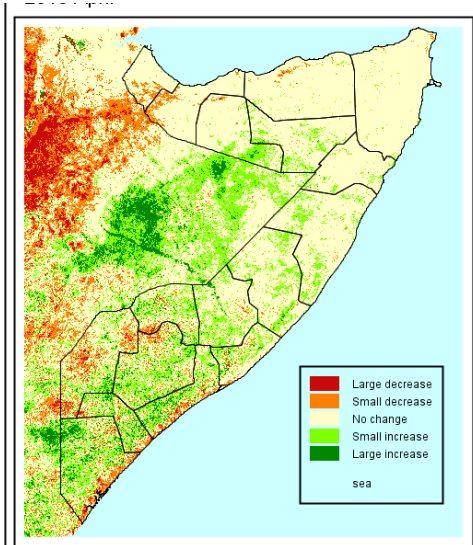 Large decrease
Small decrease
No change
Small increase
Large increase
sea